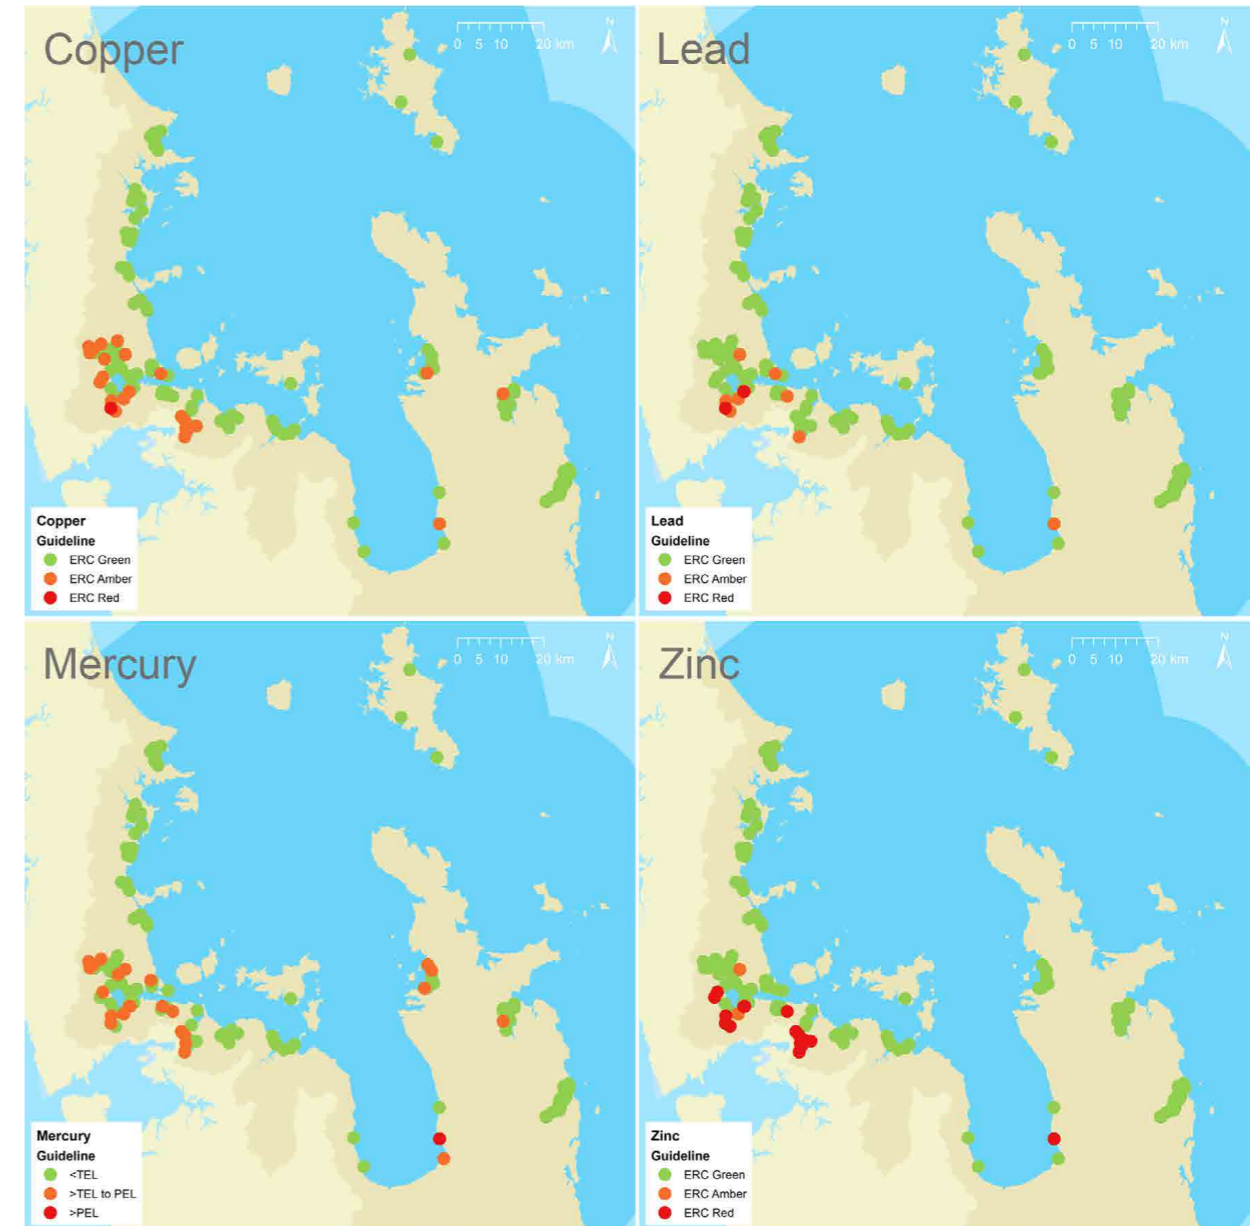 Copper
N
0 5 10 20 km
Copper
Guideline
ERC Green
ERC Amber
ERC Red
Lead
N
0 5 10 20 km
Lead
Guideline
ERC Green
ERC Amber
ERC Red
Mercury
N
0 5 10 20 km
Mercury
Guideline
<TEL
>TEL to PEL
>PEL
Zinc
N
0 5 10 20 km
Zinc
Guideline
ERC Green
ERC Amber
ERC Red